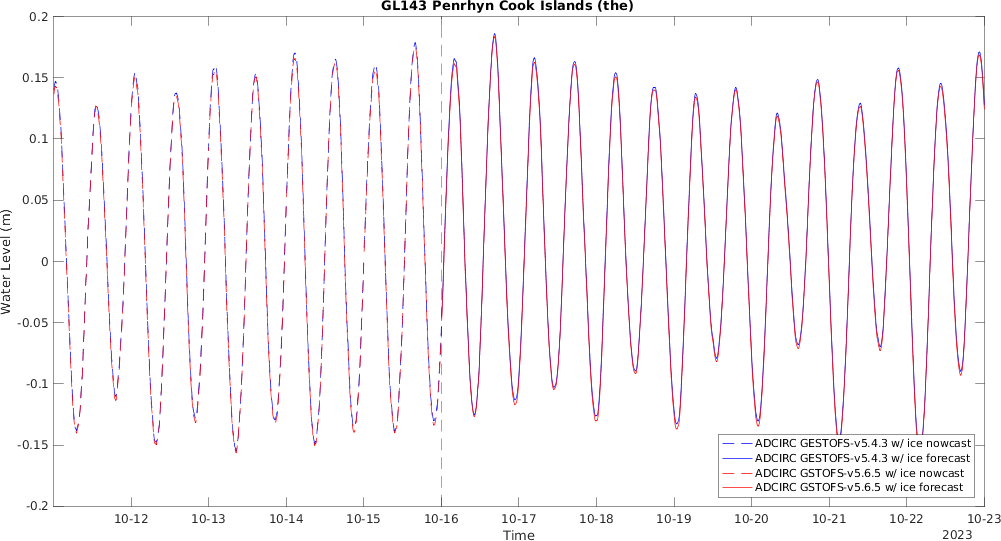 GL143 Penrhyn Cook Islands (the)
0.2
0.15
0.1
0.05
0
-0.05
-0.1
-0.15
-0.2
Water Level (m)
ADCIRC GESTOFS-v5.4.3 w/ ice nowcast
ADCIRC GESTOFS-v5.4.3 w/ ice forecast
ADCIRC GSTOFS-v5.6.5 w/ ice nowcast
ADCIRC GSTOFS-v5.6.5 w/ ice forecast
10-12 10-13 10-14 10-15 10-16 10-17 10-18 10-19 10-20 10-21 10-22 10-23
Time
2023